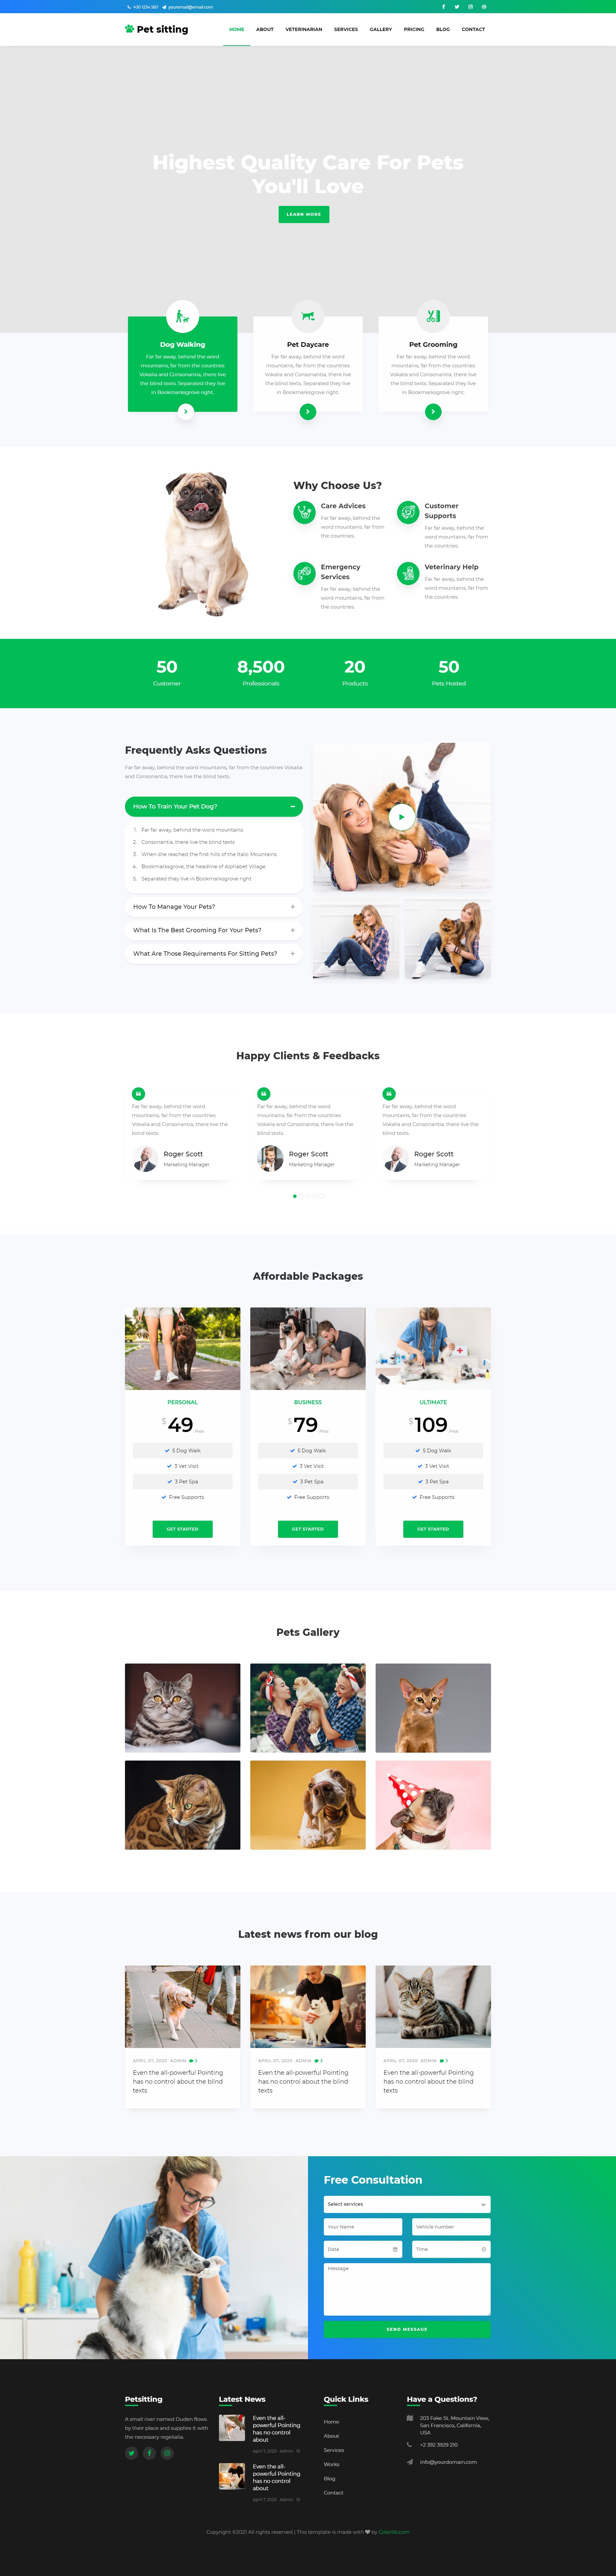 +00 1234 567 youremail@email.com
Pet sitting
HOME ABOUT VETERINARIAN SERVICES GALLERY PRICING BLOG CONTACT
Highest Quality Care For Pets
You'll Love
LEARN MORE
Dog Walking
Far far away, behind the word
mountains, far from the countries
Vokalia and Consonantia, there live
the blind texts. Separated they live
in Bookmarksgrove right.
Pet Daycare
Far far away, behind the word
mountains, far from the countries
Vokalia and Consonantia, there live
the blind texts. Separated they live
in Bookmarksgrove right.
Pet Grooming
Far far away, behind the word
mountains, far from the countries
Vokalia and Consonantia, there live
the blind texts. Separated they live
in Bookmarksgrove right.
Why Choose Us?
Care Advices
Far far away, behind the
word mountains, far from
the countries.
Customer
Supports
Far far away, behind the
word mountains, far from
the countries.
Emergency
Services
Far far away, behind the
word mountains, far from
the countries.
Veterinary Help
Far far away, behind the
word mountains, far from
the countries.
50
Customer
8,500
Professionals
20
Products
50
Pets Hosted
Frequently Asks Questions
Far far away, behind the word mountains, far from the countries Vokalia
and Consonantia, there live the blind texts.
How To Train Your Pet Dog?
1. Far far away, behind the word mountains
2. Consonantia, there live the blind texts
3. When she reached the first hills of the Italic Mountains
4. Bookmarksgrove, the headline of Alphabet Village
5. Separated they live in Bookmarksgrove right
How To Manage Your Pets?
What Is The Best Grooming For Your Pets?
What Are Those Requirements For Sitting Pets?
Happy Clients & Feedbacks
Far far away, behind the word
mountains, far from the countries
Vokalia and Consonantia, there live the
blind texts.
Roger Scott
Marketing Manager
Far far away, behind the word
mountains, far from the countries
Vokalia and Consonantia, there live the
blind texts.
Roger Scott
Marketing Manager
Far far away, behind the word
mountains, far from the countries
Vokalia and Consonantia, there live the
blind texts.
Roger Scott
Marketing Manager
Affordable Packages
PERSONAL
$49
5 Dog Walk
3 Vet Visit
3 Pet Spa
Free Supports
GET STARTED
BUSINESS
$79
5 Dog Walk
3 Vet Visit
3 Pet Spa
Free Supports
GET STARTED
ULTIMATE
$109
5 Dog Walk
3 Vet Visit
3 Pet Spa
Free Supports
GET STARTED
Pets Gallery
Latest news from our blog
APRIL 07, 2020 ADMIN 3
Even the all-powerful Pointing
has no control about the blind
texts
APRIL 07, 2020 ADMIN 3
Even the all-powerful Pointing
has no control about the blind
texts
APRIL 07, 2020 ADMIN 3
Even the all-powerful Pointing
has no control about the blind
texts
Free Consultation
Select services
Your Name
Vehicle number
Date
Time
Message
SEND MESSAGE
Petsitting
A small river named Duden flows
by their place and supplies it with
the necessary regelialia.
Latest News
Even the all-
powerful Pointing
has no control
about
April 7, 2020 Admin 19
Even the all-
powerful Pointing
has no control
about
April 7, 2020 Admin 19
Quick Links
Home
About
Services
Works
Blog
Contact
Have a Questions?
203 Fake St. Mountain View,
San Francisco, California,
USA
+2 392 3929 210
info@yourdomain.com
Copyright ©2021 All rights reserved | This template is made with by Colorlib.com